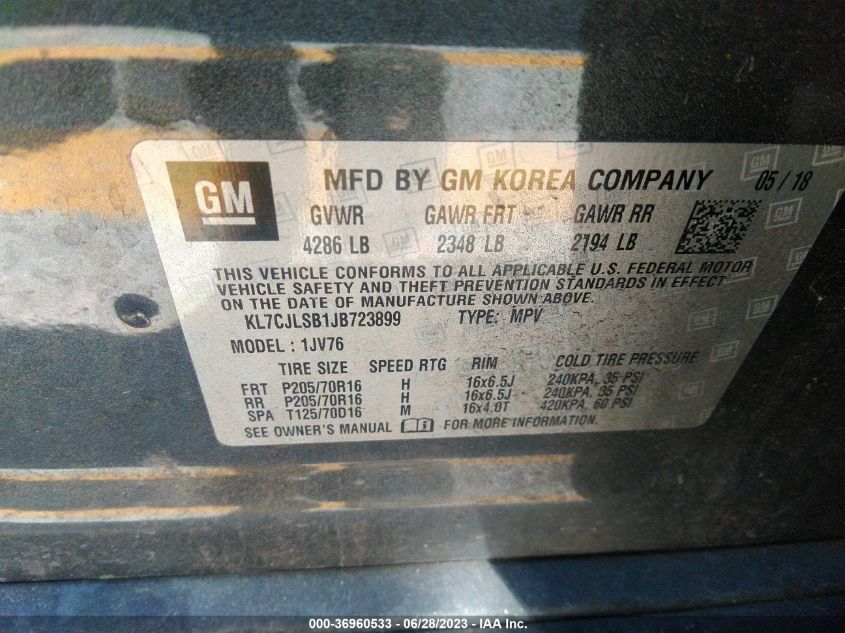 GM
MFD BY GM KOREA COMPANY 05/18
GVWR GAWR FRT GAWR RR
4286 LB 2348 LB 2194 LB
THIS VEHICLE CONFORMS TO ALL APPLICABLE U.S. FEDERAL MOTOR
VEHICLE SAFETY AND THEFT PREVENTION STANDARDS IN EFFECT
ON THE DATE OF MANUFACTURE SHOWN ABOVE.
KL7CJLSB1JB723899 TYPE: MPV
MODEL : 1JV76
TIRE SIZE SPEED RTG RIM COLD TIRE PRESSURE
FRT P205/70R16 H 16x6.5J 240KPA, 35 PSI
RR P205/70R16 H 16x6.5J 240KPA, 35 PSI
SPA T125/70D16 M 16x4.0T 420KPA, 60 PSI
SEE OWNER'S MANUAL FOR MORE INFORMATION.
000-36960533 - 06/28/2023 - IAA Inc.